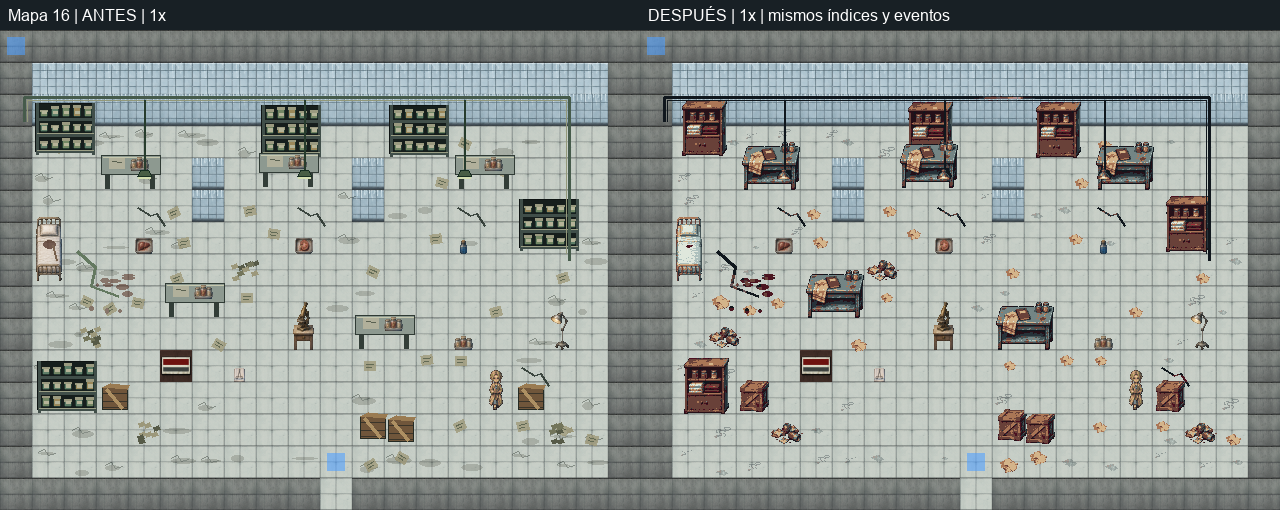 Mapa 16 | ANTES | 1x
DESPUÉS | 1x | mismos índices y eventos